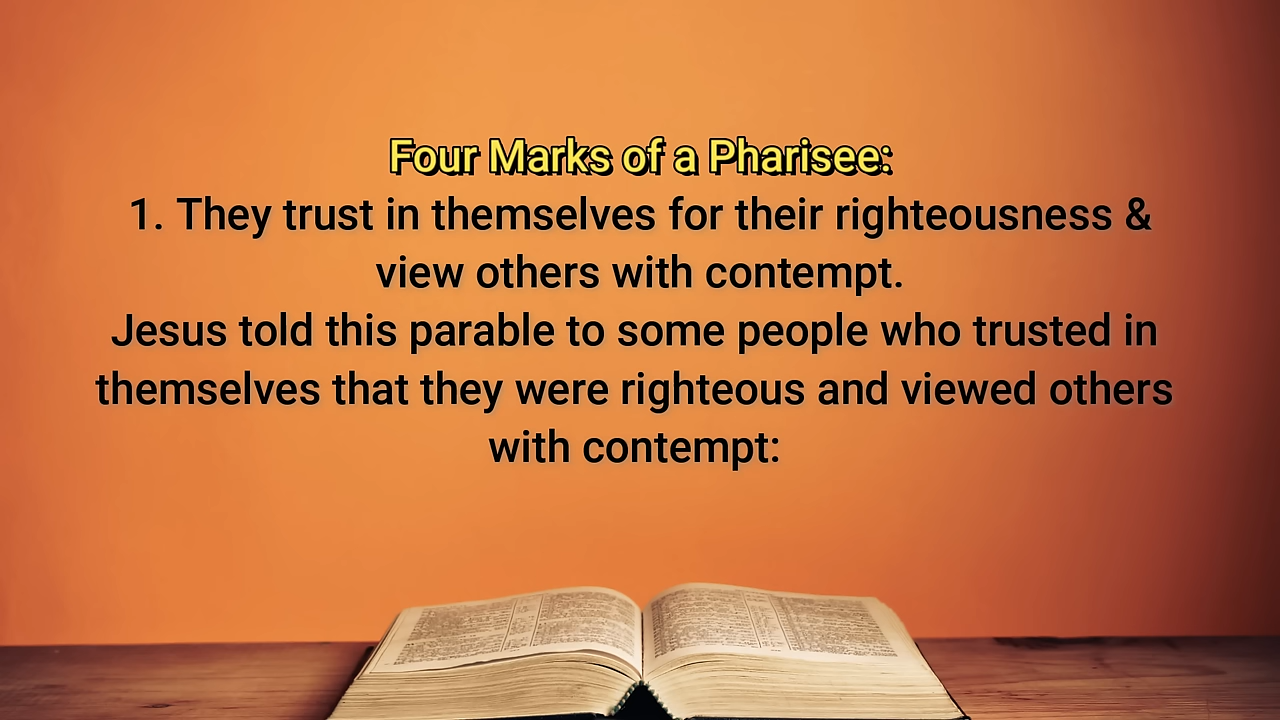 Four Marks of a Pharisee:
1. They trust in themselves for their righteousness &
view others with contempt.
Jesus told this parable to some people who trusted in
themselves that they were righteous and viewed others
with contempt: